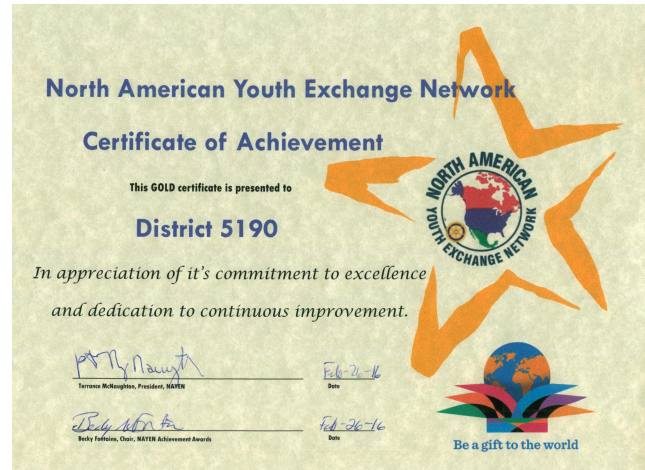 North American Youth Exchange Network
Certificate of Achievement
This GOLD certificate is presented to
District 5190
In appreciation of it's commitment to excellence
and dedication to continuous improvement.
NORTH AMERICAN
YOUTH EXCHANGE NETWORK
Feb-26-16
Terrance McNaughton, President, NAYEN
Date
Feb-26-16
Becky Fontaine, Chair, NAYEN Achievement Awards
Date
Be a gift to the world